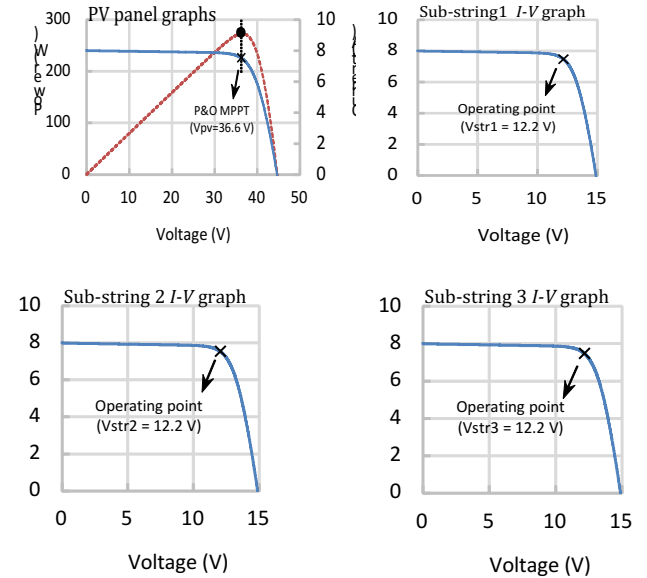 PV panel graphs
300
200
100
0
10
8
6
4
2
0
P&O MPPT
(Vpv=36.6 V)
0 10 20 30 40 50
Voltage (V)
Sub-string1 I-V graph
10
8
6
4
2
0
Operating point
(Vstr1 = 12.2 V)
0 5 10 15
Voltage (V)
Sub-string 2 I-V graph
10
8
6
4
2
0
Operating point
(Vstr2 = 12.2 V)
0 5 10 15
Voltage (V)
Sub-string 3 I-V graph
10
8
6
4
2
0
Operating point
(Vstr3 = 12.2 V)
0 5 10 15
Voltage (V)